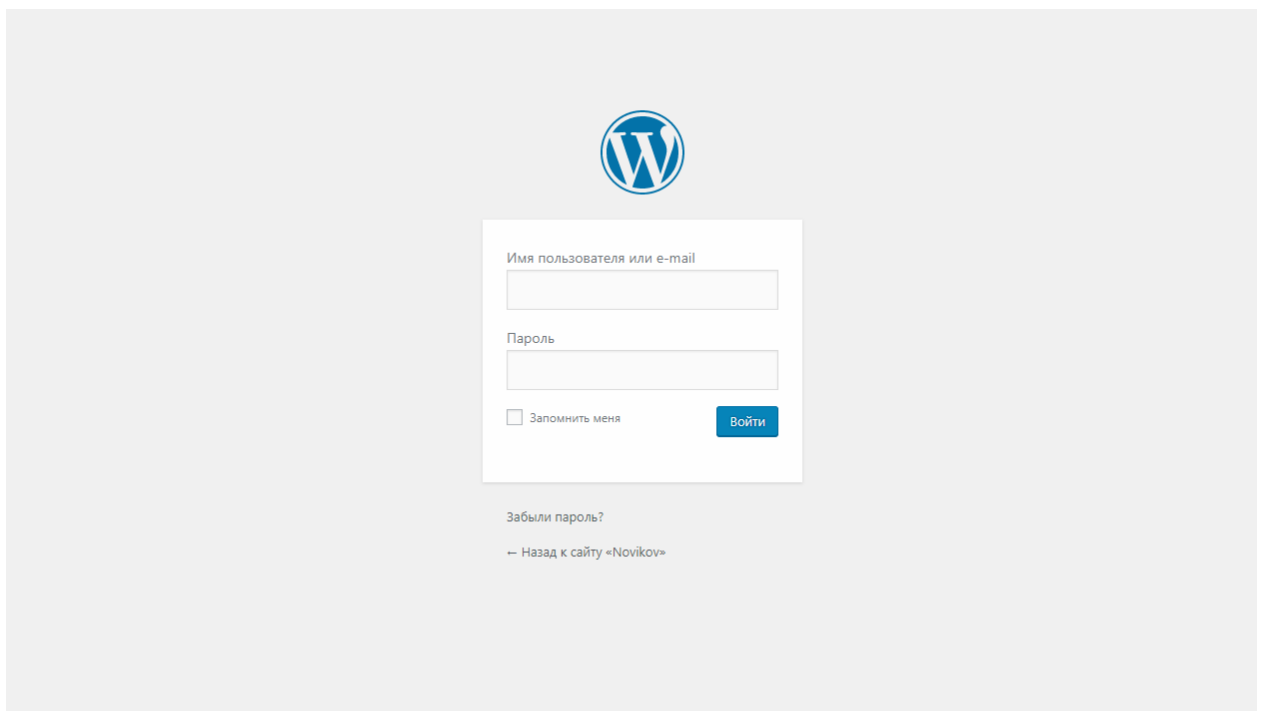 Имя пользователя или e-mail
Пароль
Запомнить меня
Войти
Забыли пароль?
← Назад к сайту «Novikov»